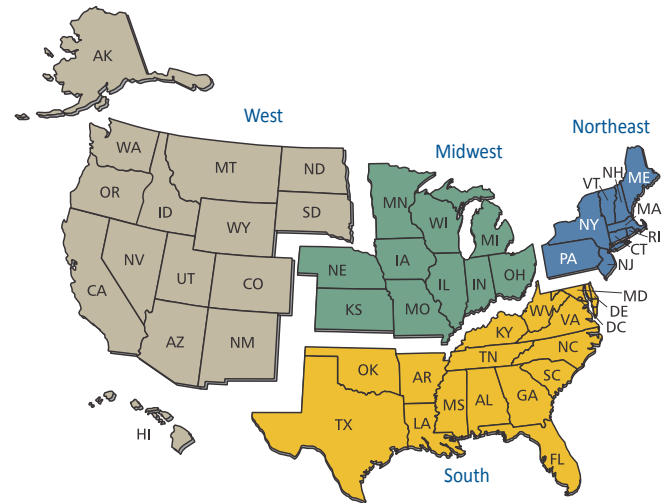 AK
West
Northeast
Midwest
WA
MT
ND
MN
VT
NH
ME
OR
ID
SD
WI
MI
NY
MA
RI
CT
WY
NV
UT
CO
NE
IA
IL
IN
OH
PA
NJ
CA
KS
MO
MD
DE
DC
WV
VA
KY
AZ
NM
OK
AR
TN
NC
SC
MS
AL
GA
TX
LA
HI
FL
South